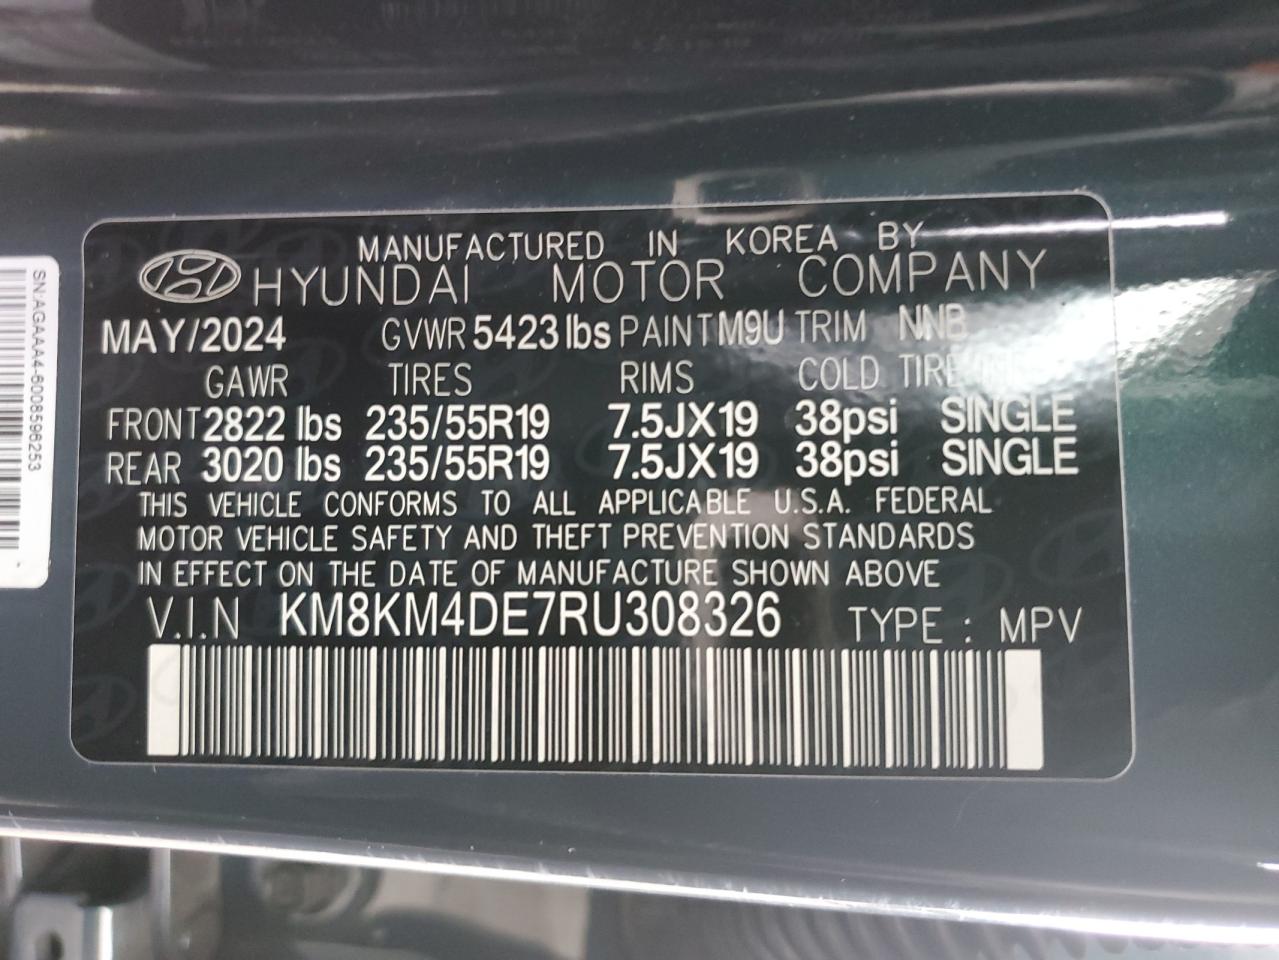 MANUFACTURED IN KOREA BY
HYUNDAI MOTOR COMPANY
MAY/2024 GVWR 5423 lbs PAINT M9U TRIM NNB
GAWR TIRES RIMS COLD TIRE
FRONT 2822 lbs 235/55R19 7.5JX19 38psi SINGLE
REAR 3020 lbs 235/55R19 7.5JX19 38psi SINGLE
THIS VEHICLE CONFORMS TO ALL APPLICABLE U.S.A. FEDERAL
MOTOR VEHICLE SAFETY AND THEFT PREVENTION STANDARDS
IN EFFECT ON THE DATE OF MANUFACTURE SHOWN ABOVE
V.I.N KM8KM4DE7RU308326 TYPE : MPV
SN:AGAAA4-6008596253